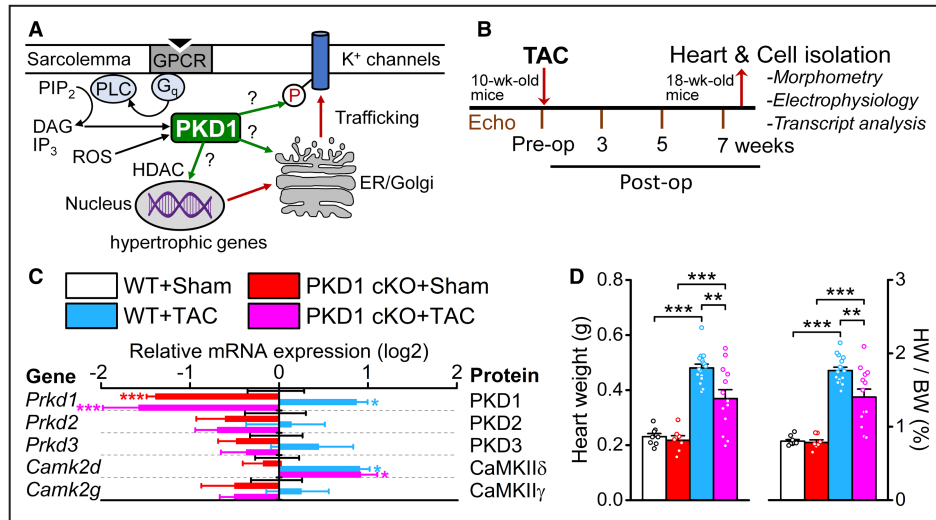 A
Sarcolemma GPCR K+ channels
PIP2 PLC Gq ? P
DAG PKD1 ? Trafficking
IP3
ROS ?
HDAC
Nucleus ER/Golgi
hypertrophic genes
B
TAC Heart & Cell isolation
10-wk-old mice 18-wk-old mice
-Morphometry
-Electrophysiology
-Transcript analysis
Echo
Pre-op 3 5 7 weeks
Post-op
C
WT+Sham PKD1 cKO+Sham
WT+TAC PKD1 cKO+TAC
Relative mRNA expression (log2)
Gene -2 -1 0 1 2 Protein
Prkd1 *** * PKD1
***
Prkd2 PKD2
Prkd3 PKD3
Camk2d * CaMKIIδ
*
Camk2g CaMKIIγ
D
Heart weight (g)
0.8
0.6
0.4
0.2
0.0
*** *** **
*** *** **
3
2
1
0
HW / BW (%)